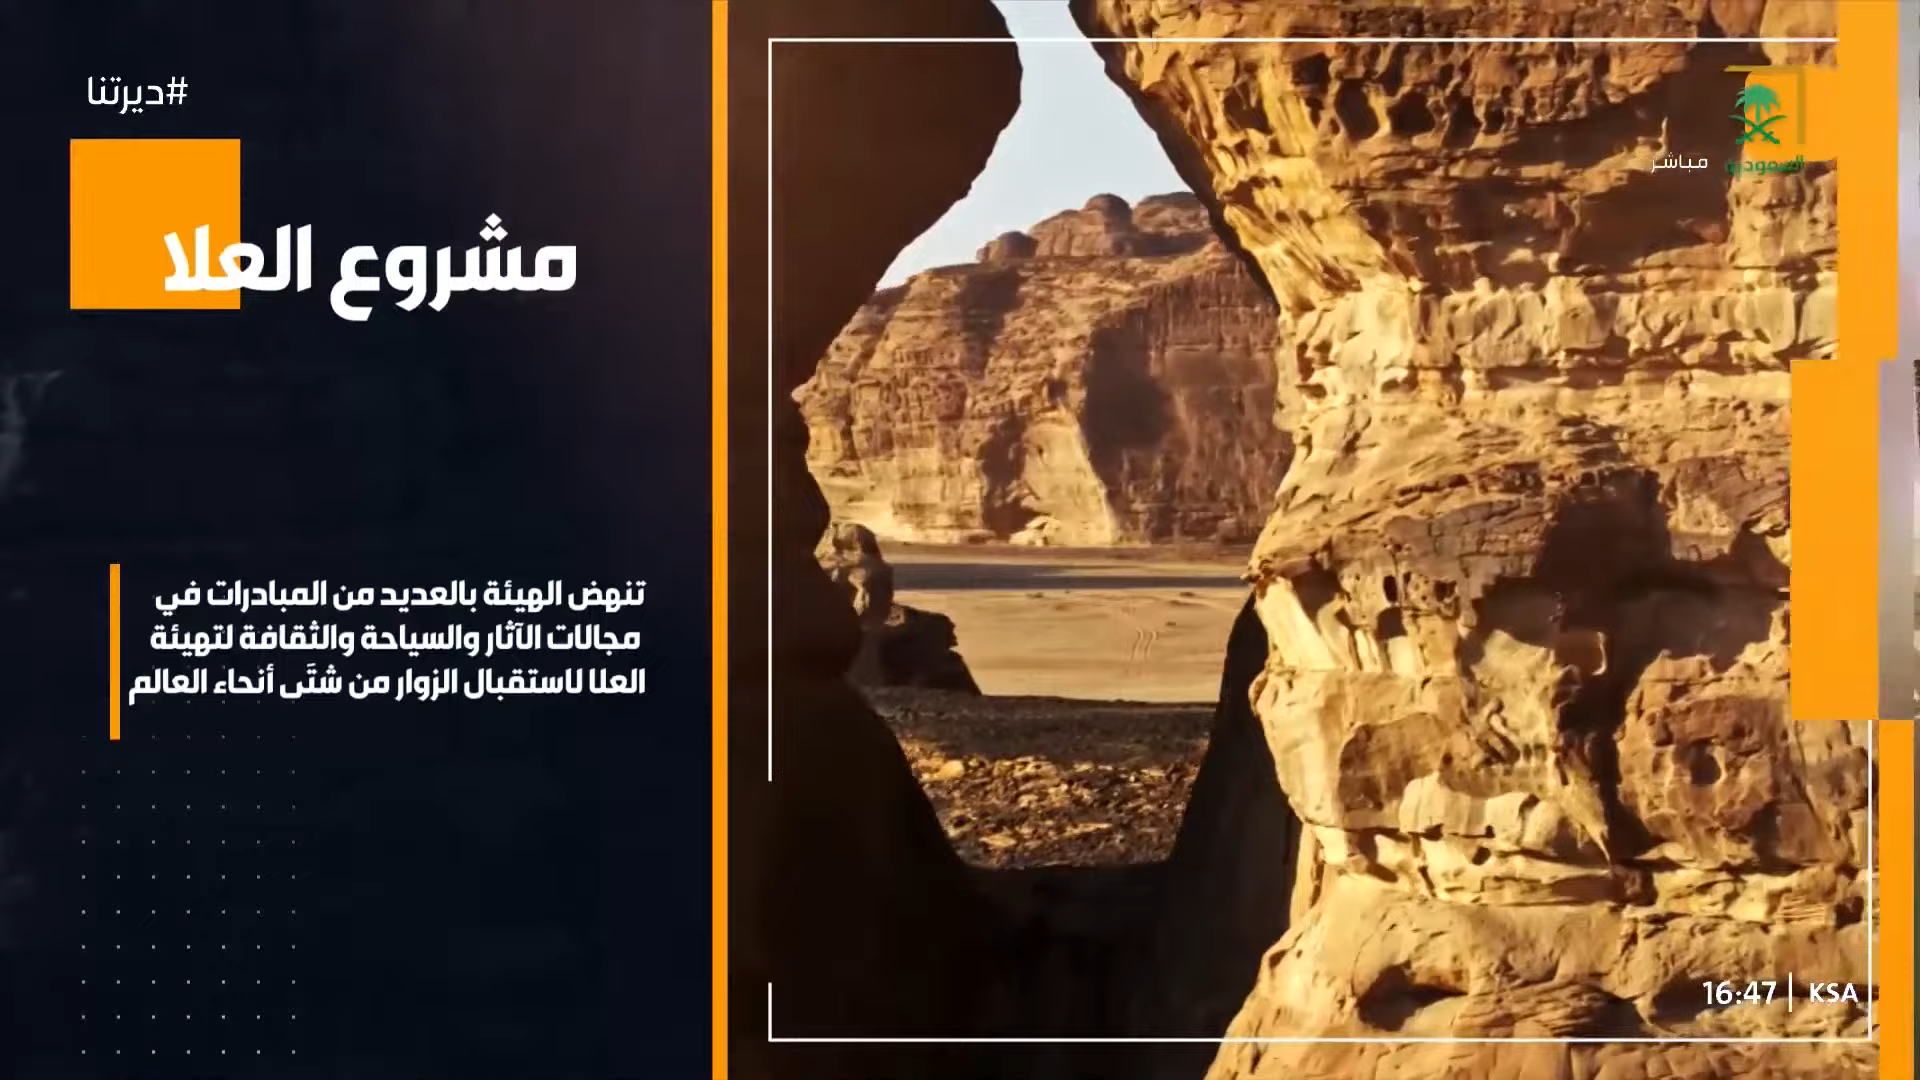 #ديرتنا
مشروع العلا
تنهض الهيئة بالعديد من المبادرات في
مجالات الآثار والسياحة والثقافة لتهيئة
العلا لاستقبال الزوار من شتَى أنحاء العالم
السعودية
مباشر
16:47 | KSA